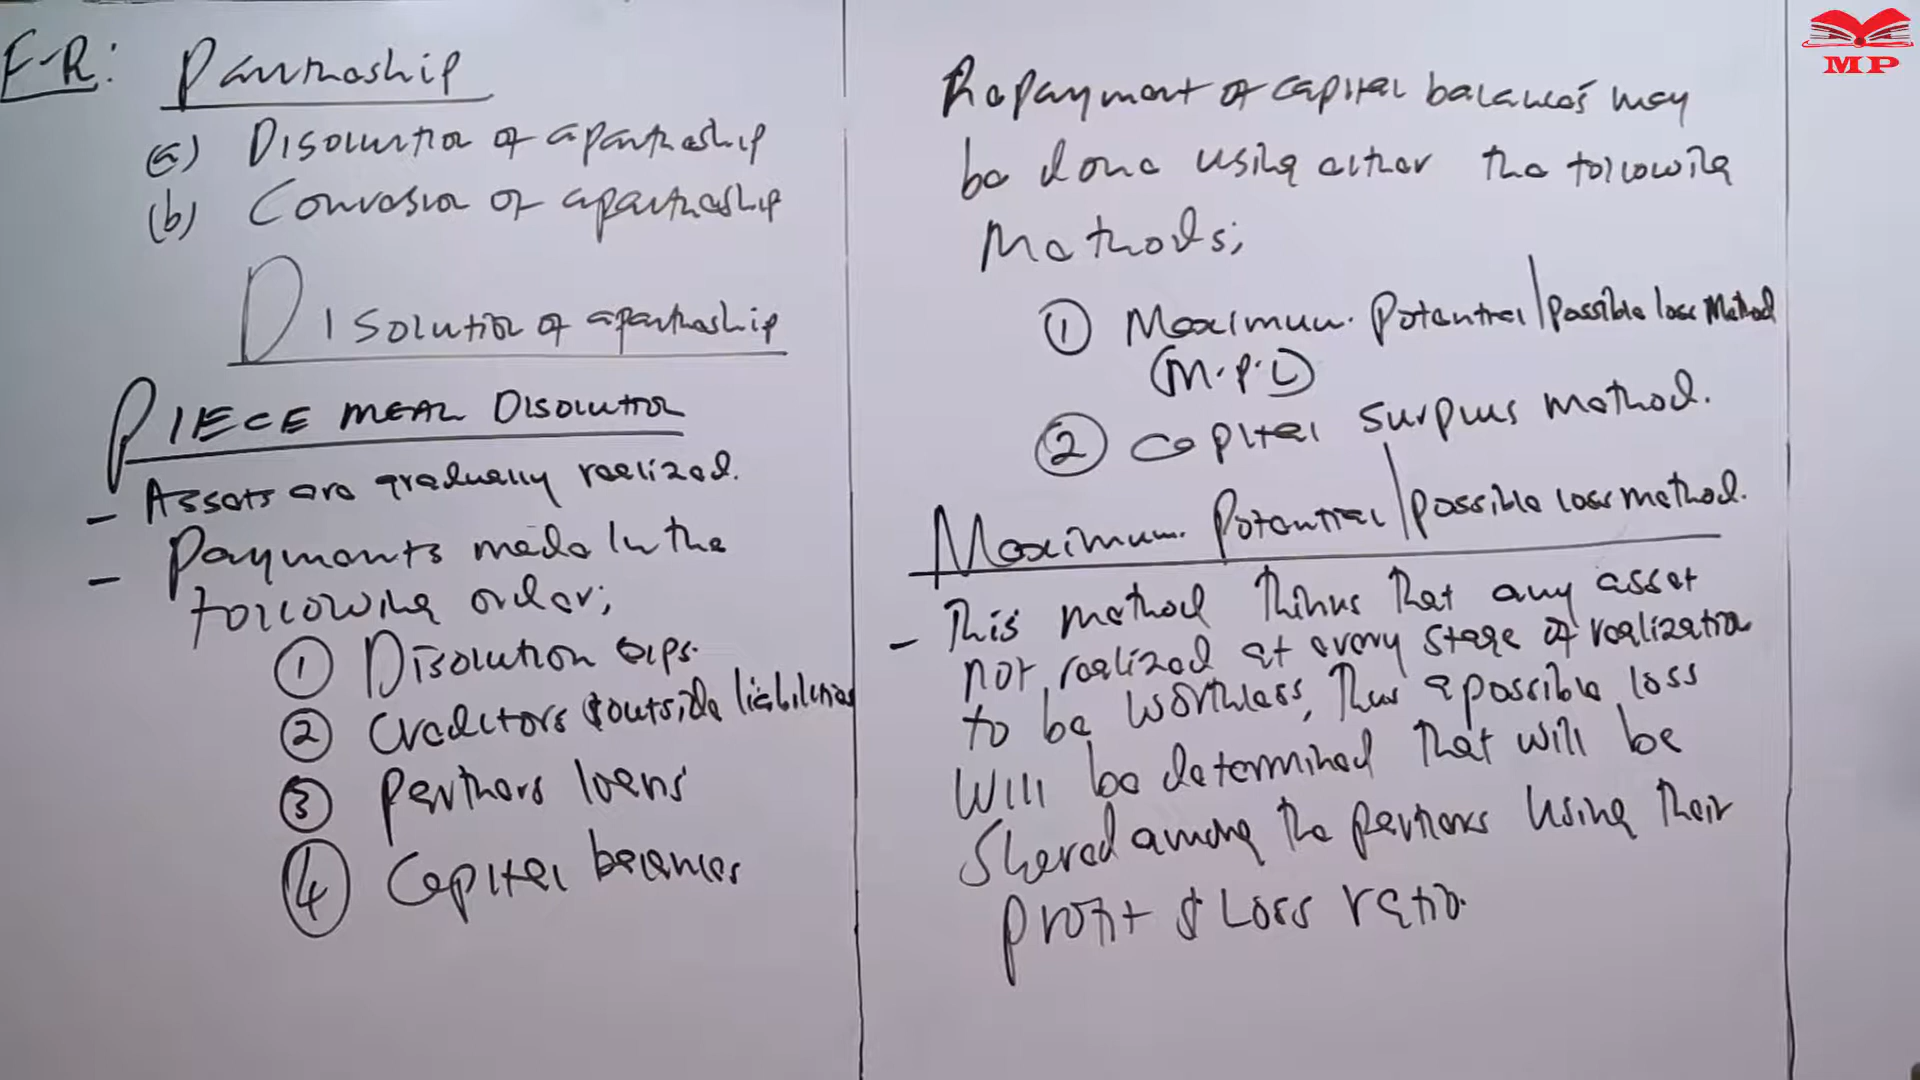 F-R: Partnership
(a) Disolution of a partnership
(b) Conversion of a partnership
Disolution of a partnership
PIECE MEAL DISOLUTION
- Assets are gradually realized.
- Payments made in the
following order;
① Disolution exps.
② Creditors & outside liabilities
③ Partners loans
④ Capital balances
Repayment of capital balances may
be done using either the following
Methods;
① Maximum. Potential/possible loss Method
(M.P.L)
② Capital surplus method.
Maximum. Potential/possible loss method.
- This method thinks that any asset
not realized at every stage of realization
to be worthless, thus a possible loss
will be determined that will be
shared among the partners using their
profit & Loss ratio.
MP